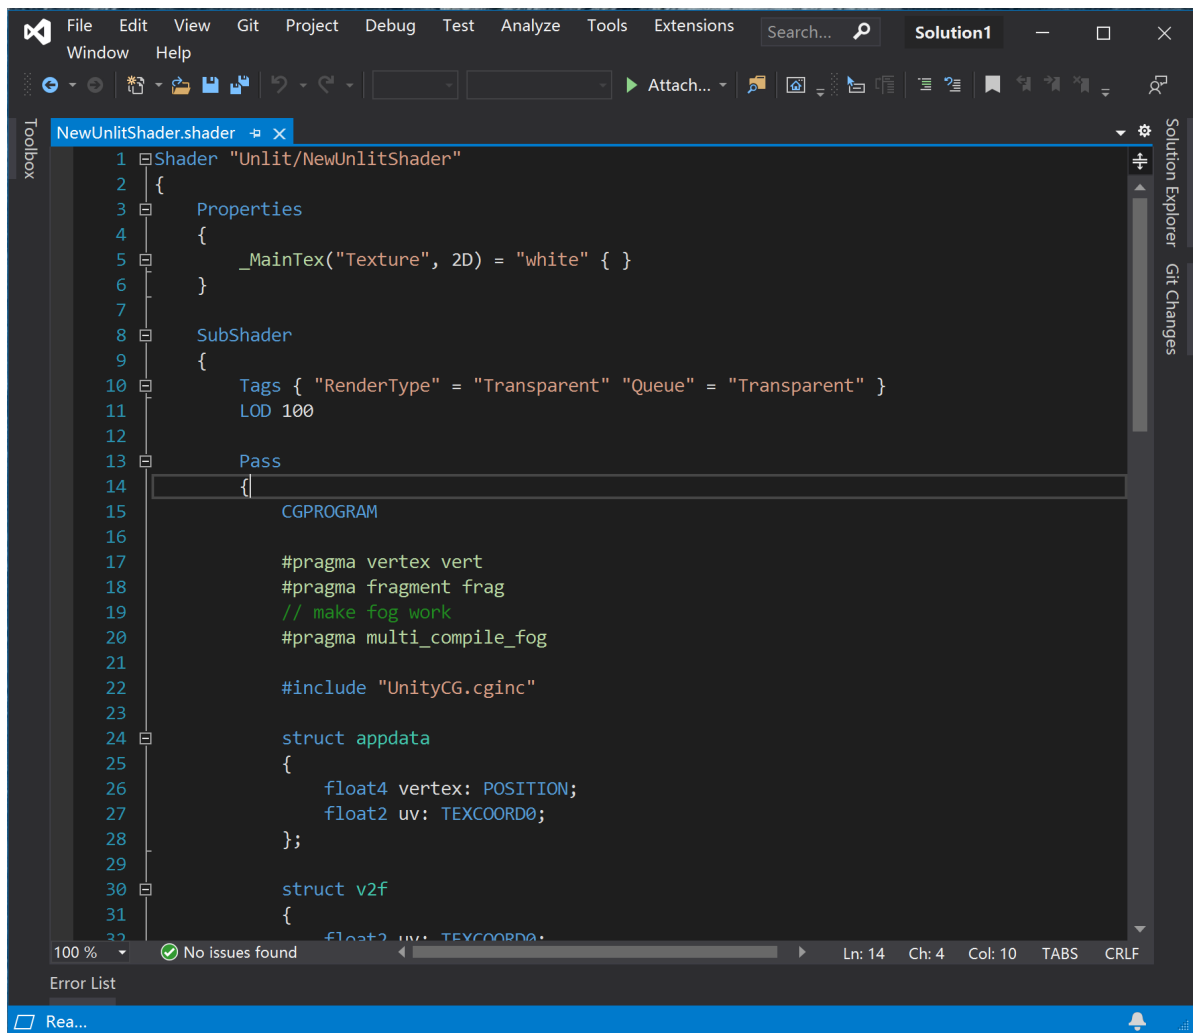 File Edit View Git Project Debug Test Analyze Tools Extensions Search... Solution1
Window Help
Attach...
Toolbox
NewUnlitShader.shader
Solution Explorer
Git Changes
1 Shader "Unlit/NewUnlitShader"
2 {
3 Properties
4 {
5 _MainTex("Texture", 2D) = "white" { }
6 }
7
8 SubShader
9 {
10 Tags { "RenderType" = "Transparent" "Queue" = "Transparent" }
11 LOD 100
12
13 Pass
14 {
15 CGPROGRAM
16
17 #pragma vertex vert
18 #pragma fragment frag
19 // make fog work
20 #pragma multi_compile_fog
21
22 #include "UnityCG.cginc"
23
24 struct appdata
25 {
26 float4 vertex: POSITION;
27 float2 uv: TEXCOORD0;
28 };
29
30 struct v2f
31 {
32 float2 uv: TEXCOORD0;
100 % No issues found Ln: 14 Ch: 4 Col: 10 TABS CRLF
Error List
Rea...